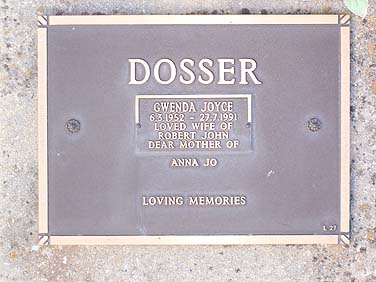 DOSSER
GWENDA JOYCE
6.3.1952 - 27.7.1991
LOVED WIFE OF
ROBERT JOHN
DEAR MOTHER OF
ANNA JO
LOVING MEMORIES
L 27